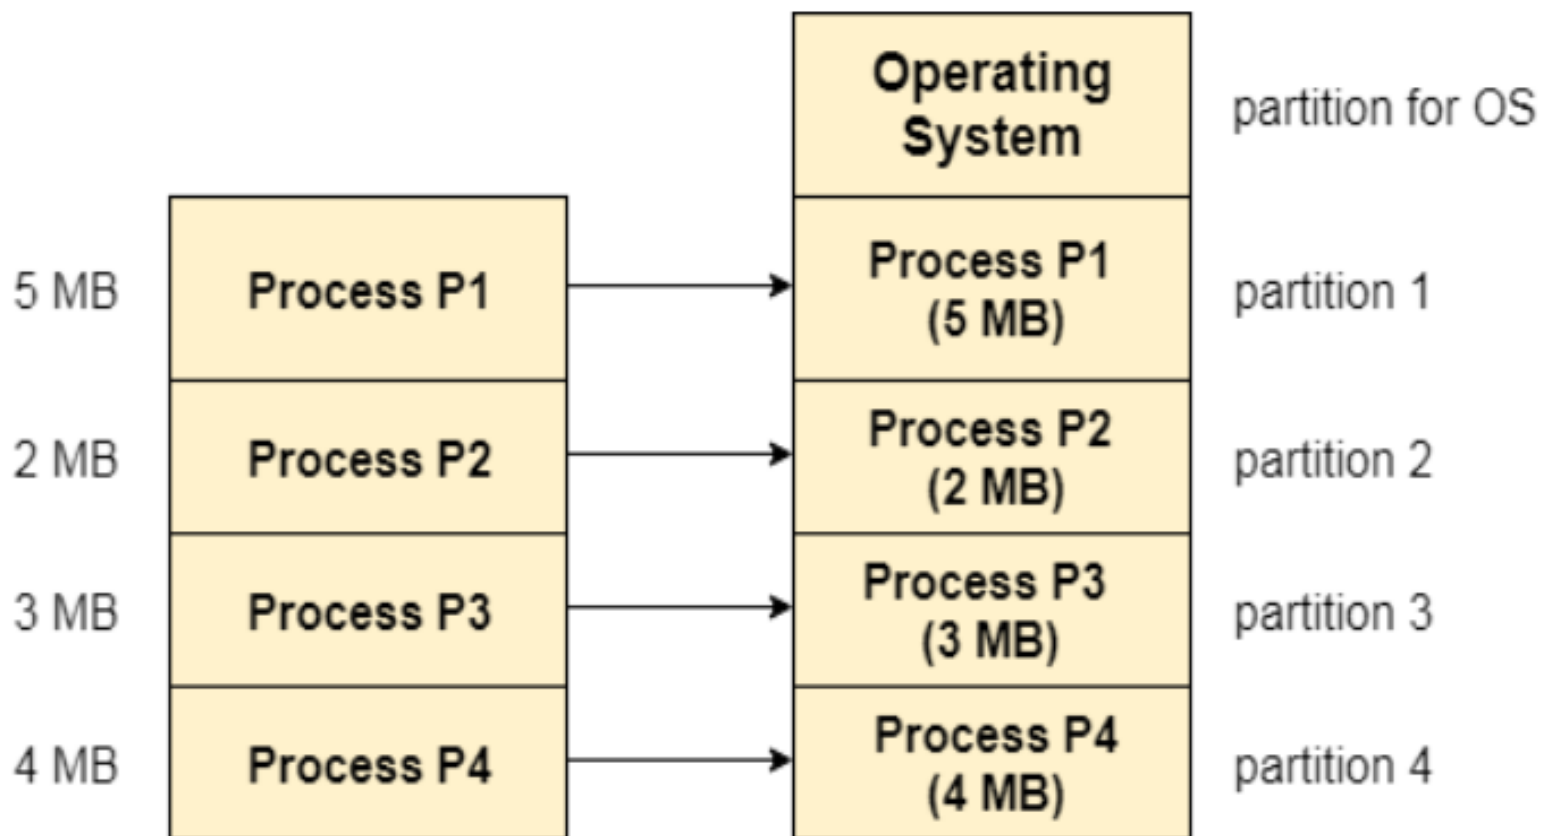 Operating
System
partition for OS
5 MB
Process P1
Process P1
(5 MB)
partition 1
2 MB
Process P2
Process P2
(2 MB)
partition 2
3 MB
Process P3
Process P3
(3 MB)
partition 3
4 MB
Process P4
Process P4
(4 MB)
partition 4